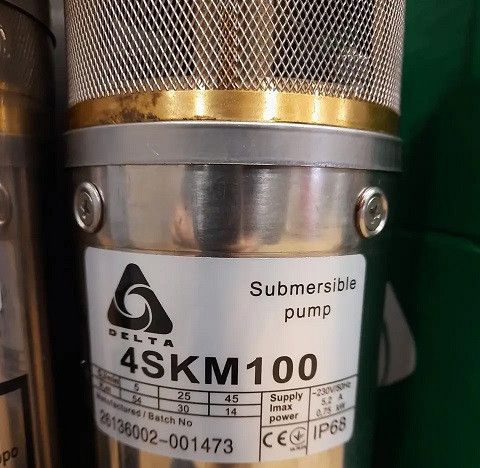 Submersible
pump
DELTA
4SKM100
5 25 45
54 30 14
Manufactured / Batch No
26136002-001473
Supply ~230V/50Hz
Imax 5,2 A
power 0,75 kW
CE IP68